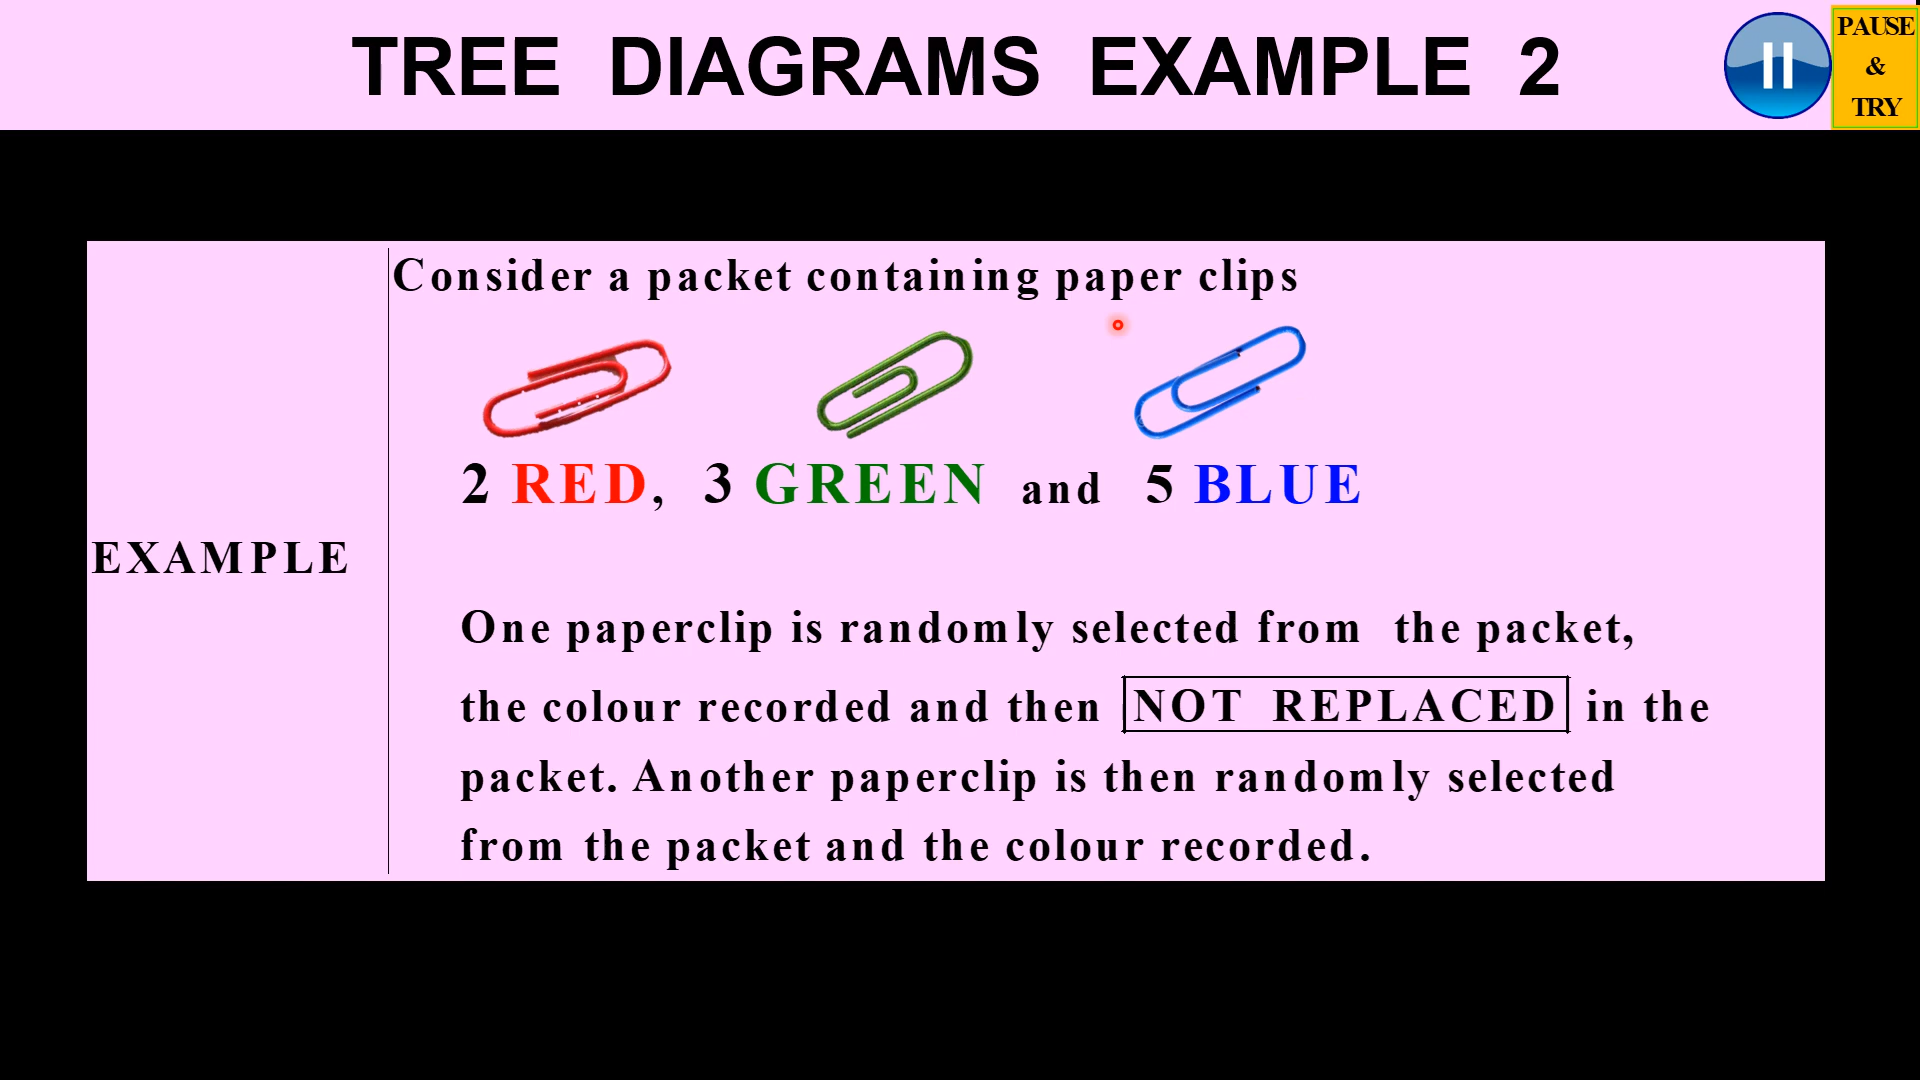 TREE DIAGRAMS EXAMPLE 2
PAUSE
&
TRY
Consider a packet containing paper clips
2 RED, 3 GREEN and 5 BLUE
EXAMPLE
One paperclip is randomly selected from the packet,
the colour recorded and then NOT REPLACED in the
packet. Another paperclip is then randomly selected
from the packet and the colour recorded.